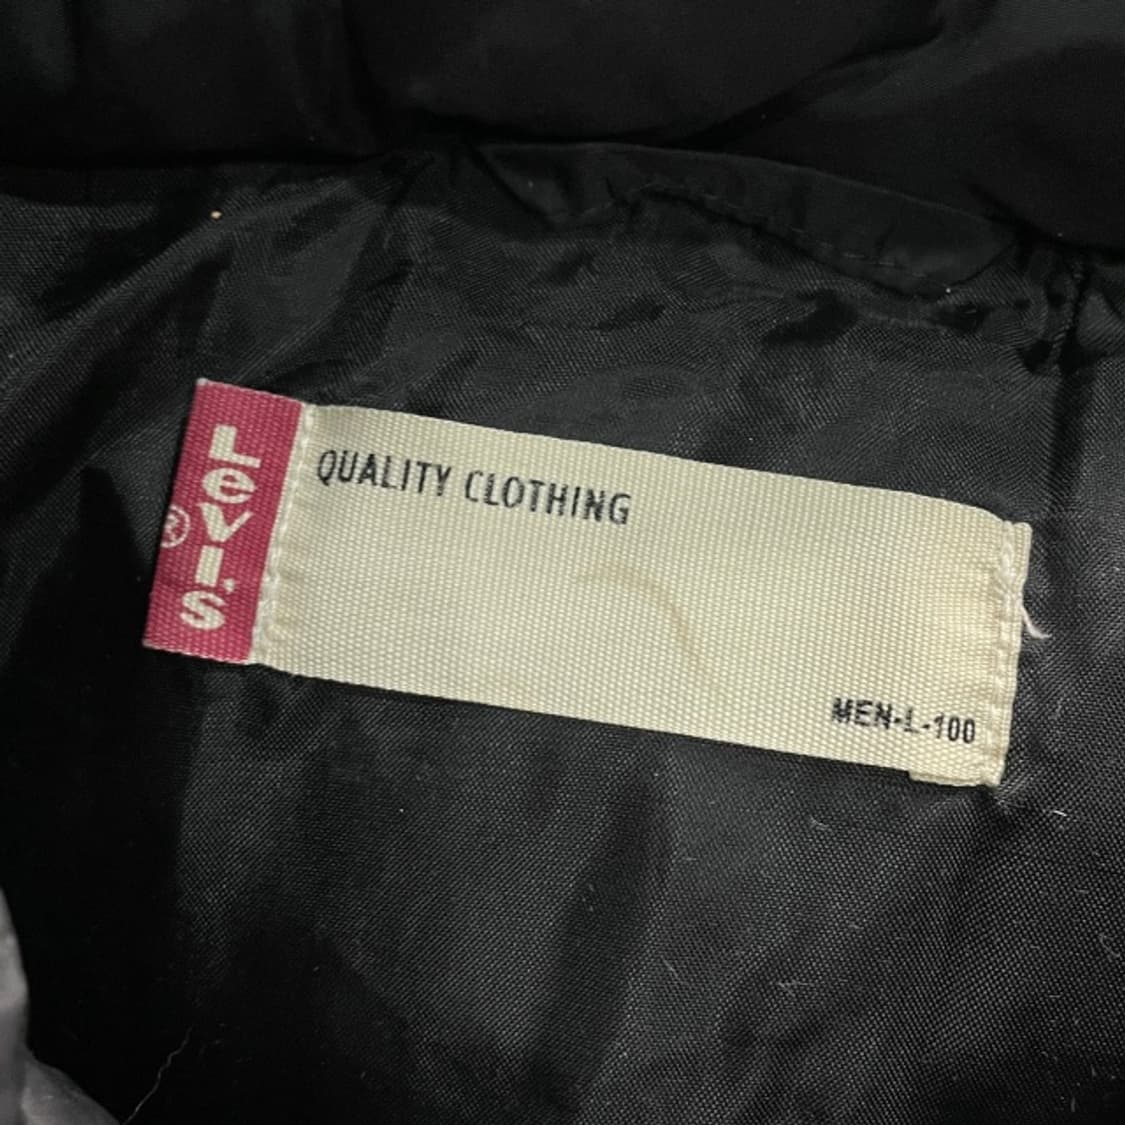 LeVI'S
®
QUALITY CLOTHING
MEN-L-100